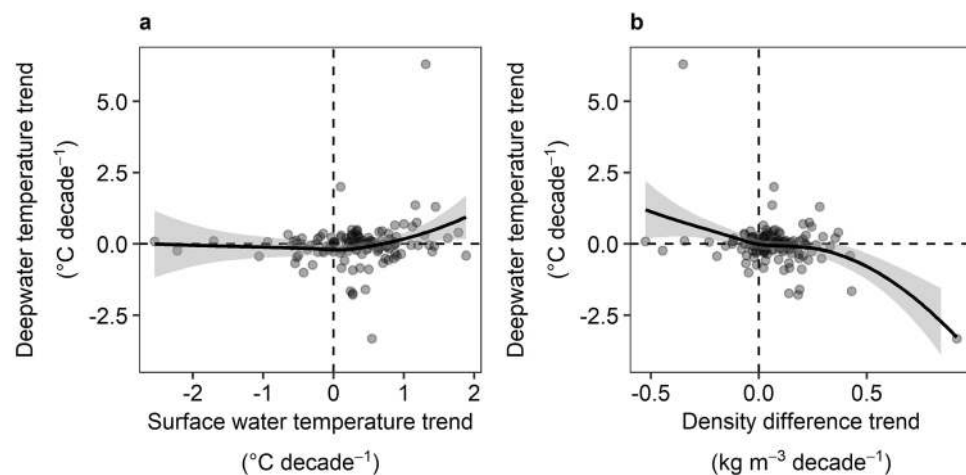 a
Deepwater temperature trend
(°C decade⁻¹)
5.0
2.5
0.0
-2.5
-2
-1
0
1
2
Surface water temperature trend
(°C decade⁻¹)
b
Deepwater temperature trend
(°C decade⁻¹)
5.0
2.5
0.0
-2.5
-0.5
0.0
0.5
Density difference trend
(kg m⁻³ decade⁻¹)